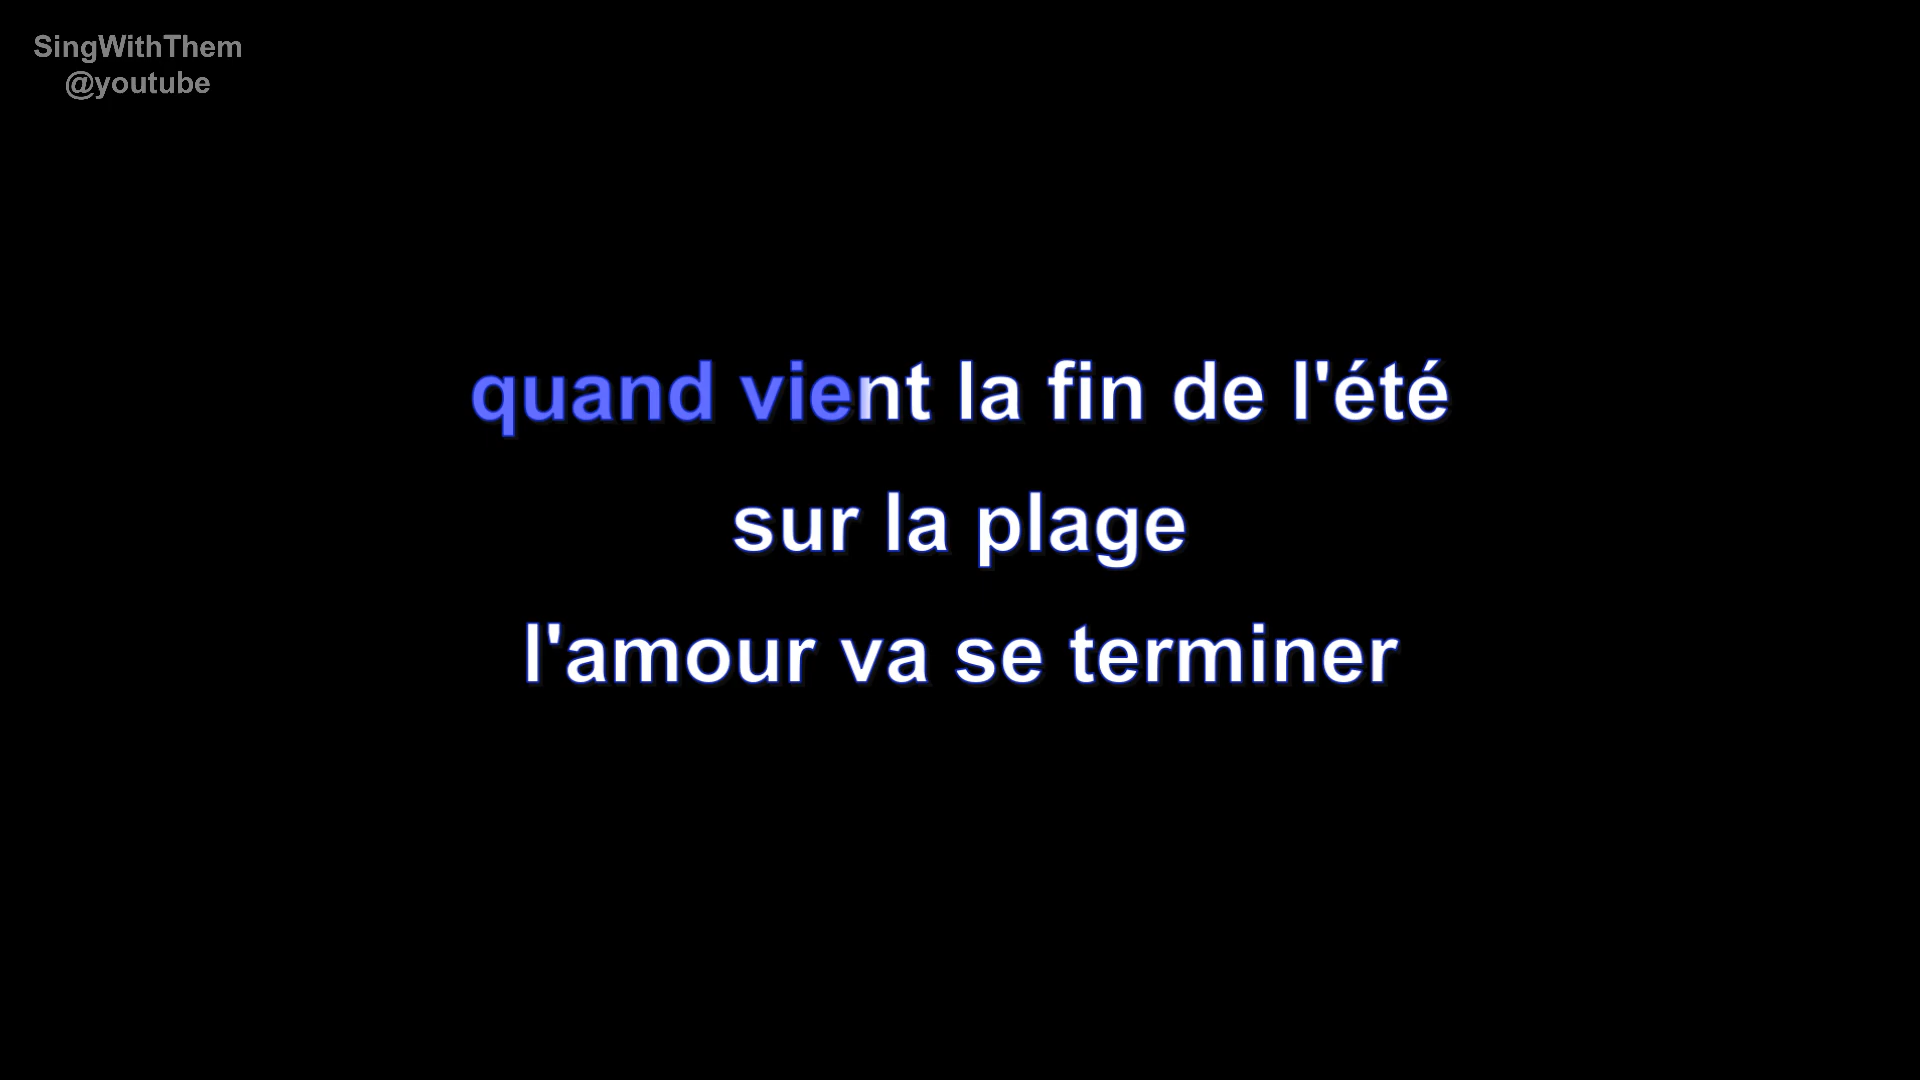 SingWithThem
@youtube
quand vient la fin de l'été
sur la plage
l'amour va se terminer